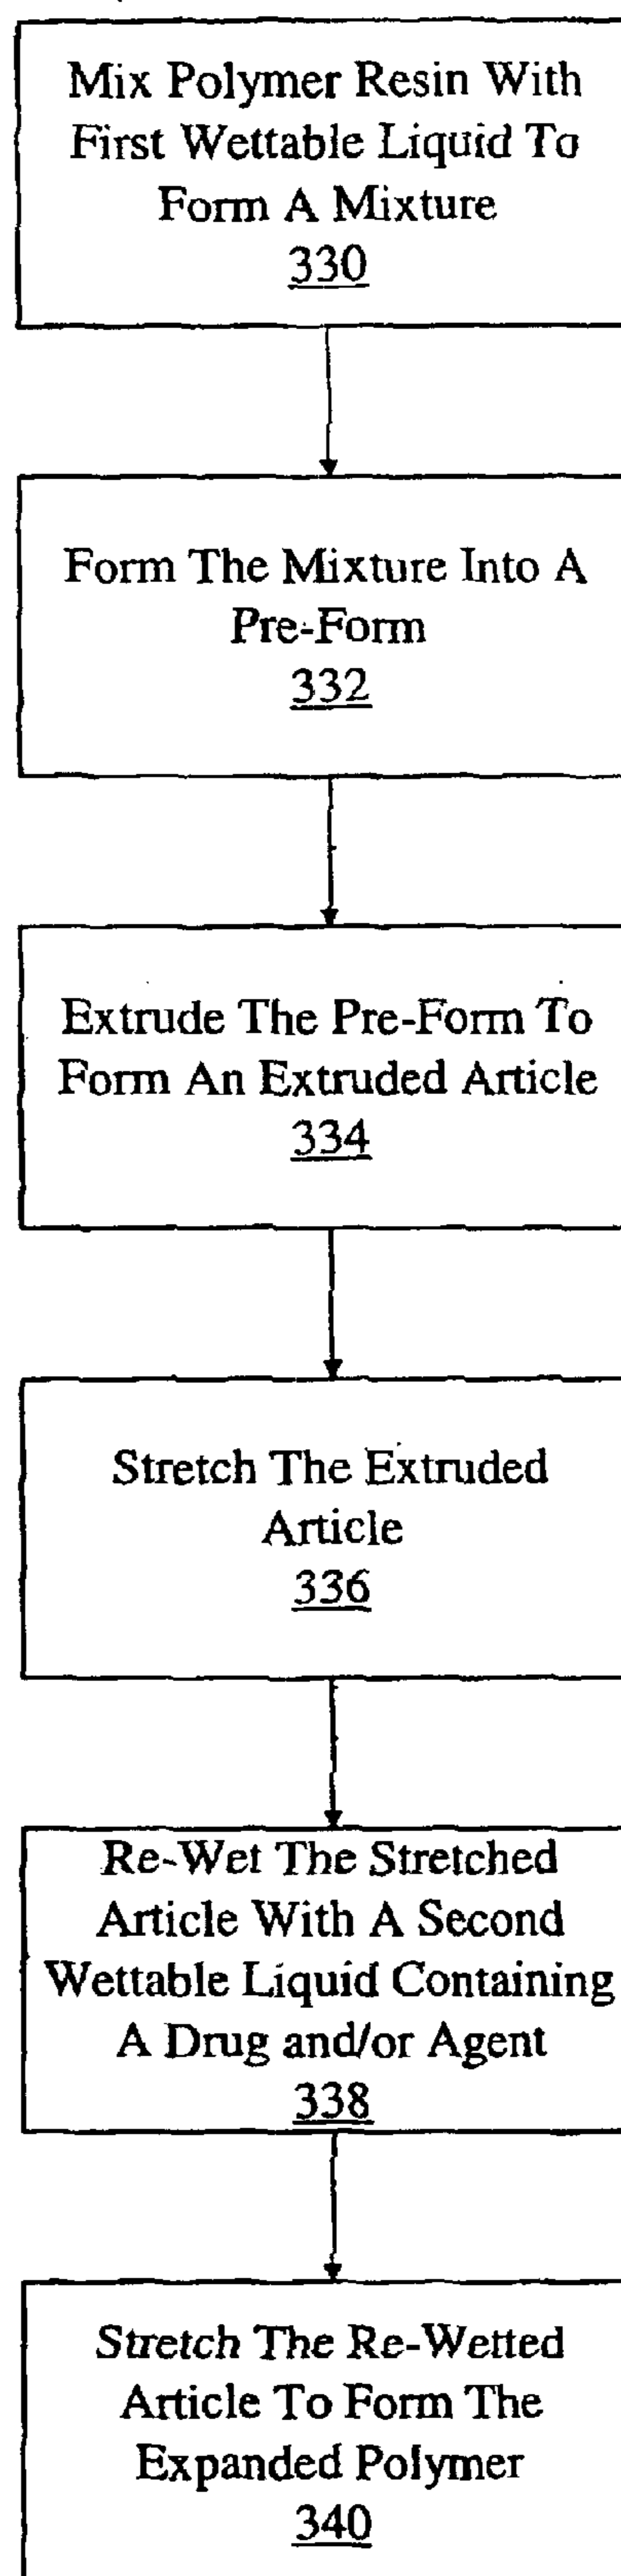 Mix Polymer Resin With
First Wettable Liquid To
Form A Mixture
330
Form The Mixture Into A
Pre-Form
332
Extrude The Pre-Form To
Form An Extruded Article
334
Stretch The Extruded
Article
336
Re-Wet The Stretched
Article With A Second
Wettable Liquid Containing
A Drug and/or Agent
338
Stretch The Re-Wetted
Article To Form The
Expanded Polymer
340